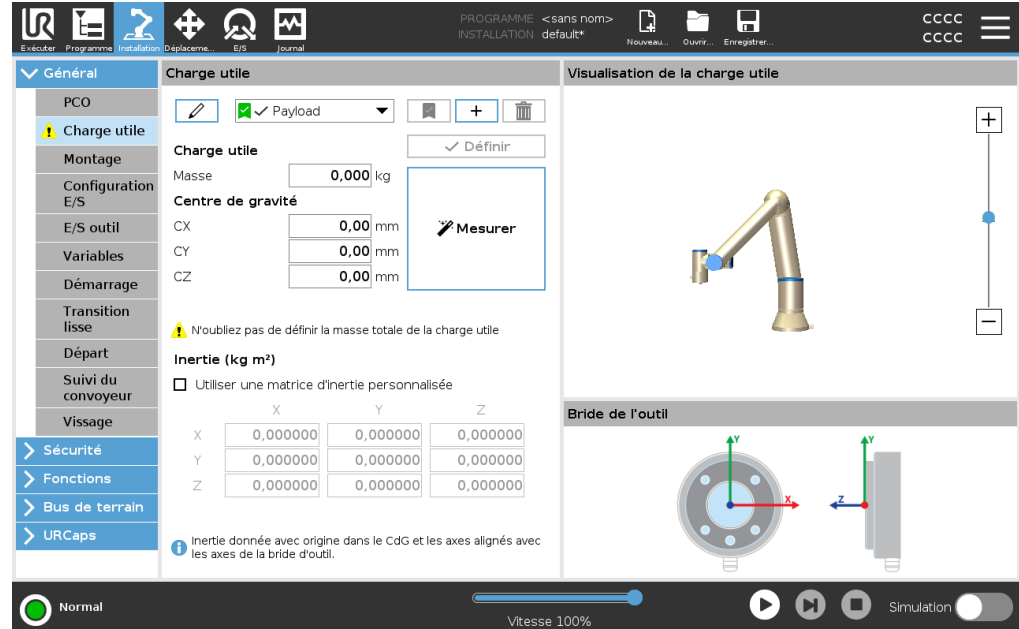 UR
PROGRAMME <sans nom>
INSTALLATION default*
CCCC
CCCC
Exécuter Programme Installation Déplaceme... E/S Journal Nouveau... Ouvrir... Enregistrer...
Général
PCO
Charge utile
Montage
Configuration
E/S
E/S outil
Variables
Démarrage
Transition
lisse
Départ
Suivi du
convoyeur
Vissage
Sécurité
Fonctions
Bus de terrain
URCaps
Charge utile
Payload
Charge utile
Définir
Masse 0,000 kg
Centre de gravité
CX 0,00 mm
CY 0,00 mm
CZ 0,00 mm
Mesurer
N'oubliez pas de définir la masse totale de la charge utile
Inertie (kg m²)
Utiliser une matrice d'inertie personnalisée
X Y Z
X 0,000000 0,000000 0,000000
Y 0,000000 0,000000 0,000000
Z 0,000000 0,000000 0,000000
Inertie donnée avec origine dans le CdG et les axes alignés avec
les axes de la bride d'outil.
Visualisation de la charge utile
Bride de l'outil
Y
X
Y
Z
Normal
Vitesse 100%
Simulation